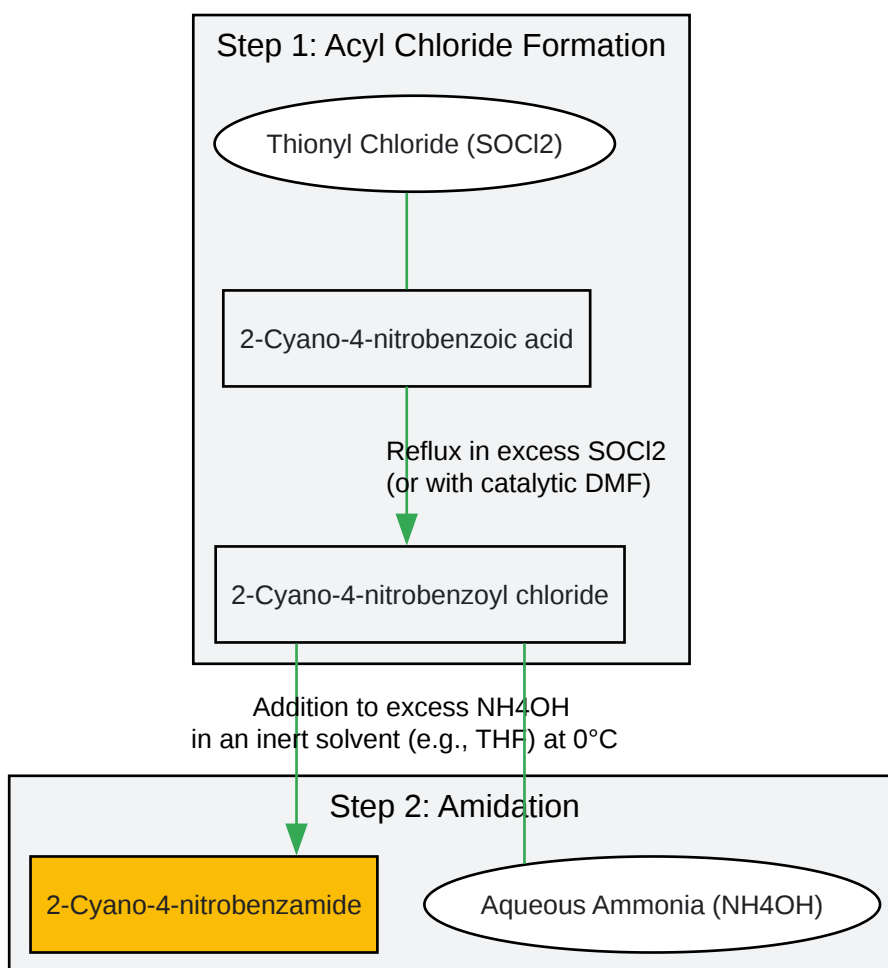 Step 1: Acyl Chloride Formation
Thionyl Chloride (SOCl2)
2-Cyano-4-nitrobenzoic acid
Reflux in excess SOCl2
(or with catalytic DMF)
2-Cyano-4-nitrobenzoyl chloride
Addition to excess NH4OH
in an inert solvent (e.g., THF) at 0°C
Step 2: Amidation
2-Cyano-4-nitrobenzamide
Aqueous Ammonia (NH4OH)